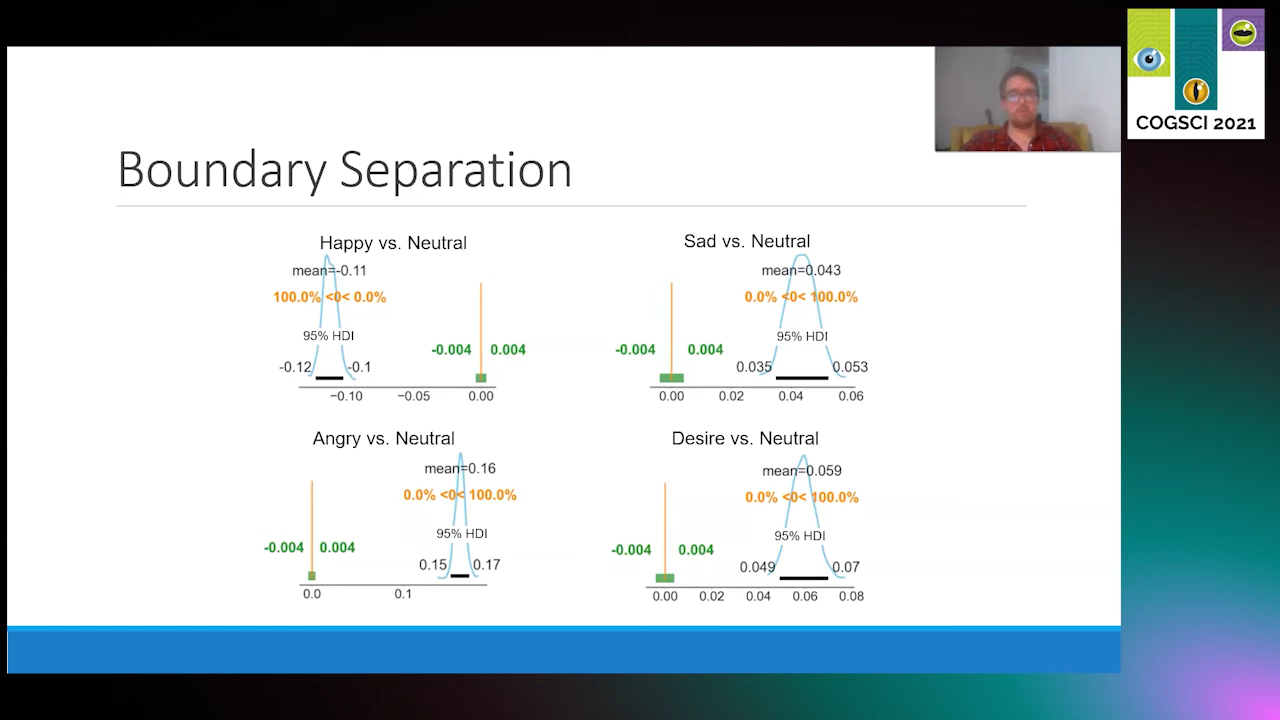 COGSCI 2021
Boundary Separation
Happy vs. Neutral
mean=-0.11
100.0% <0< 0.0%
95% HDI
-0.004 0.004
-0.12 -0.1
−0.10 −0.05 0.00
Sad vs. Neutral
mean=0.043
0.0% <0< 100.0%
95% HDI
-0.004 0.004
0.035 0.053
0.00 0.02 0.04 0.06
Angry vs. Neutral
mean=0.16
0.0% <0< 100.0%
95% HDI
-0.004 0.004
0.15 0.17
0.0 0.1
Desire vs. Neutral
mean=0.059
0.0% <0< 100.0%
95% HDI
-0.004 0.004
0.049 0.07
0.00 0.02 0.04 0.06 0.08